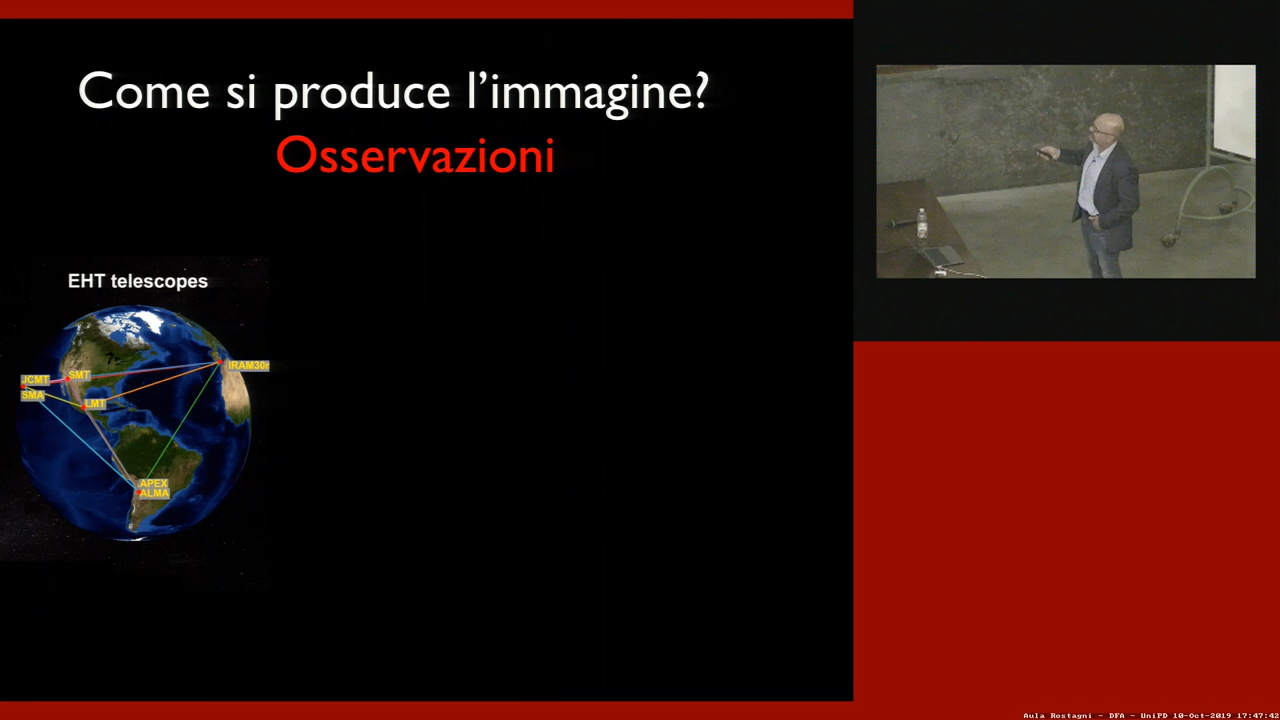 Come si produce l'immagine?
Osservazioni
EHT telescopes
IRAM30m
JCMT
SMT
SMA
LMT
APEX
ALMA
Aula Rostagni - DFA - UniPD 10-Oct-2019 17:47:42